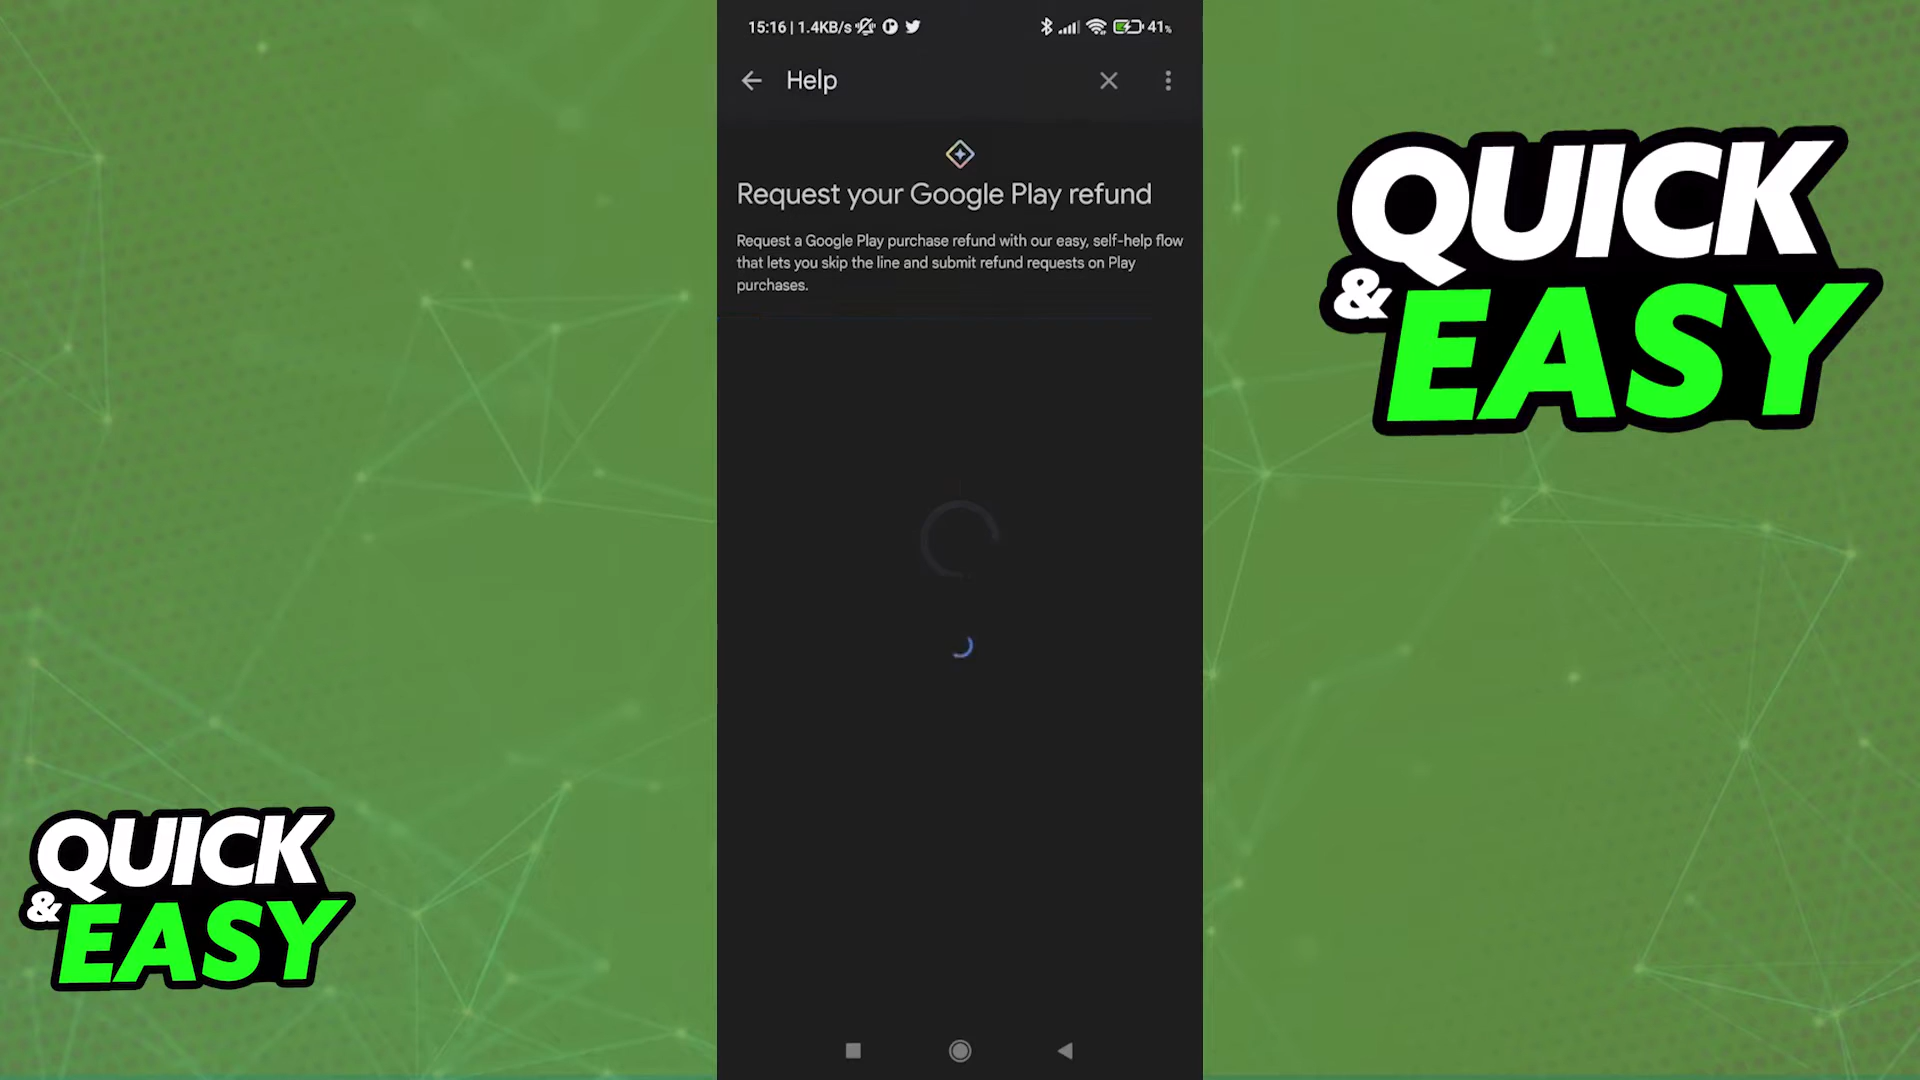 15:16 | 1.4KB/s
41%
Help
Request your Google Play refund
Request a Google Play purchase refund with our easy, self-help flow
that lets you skip the line and submit refund requests on Play
purchases.
QUICK
& EASY
QUICK
& EASY